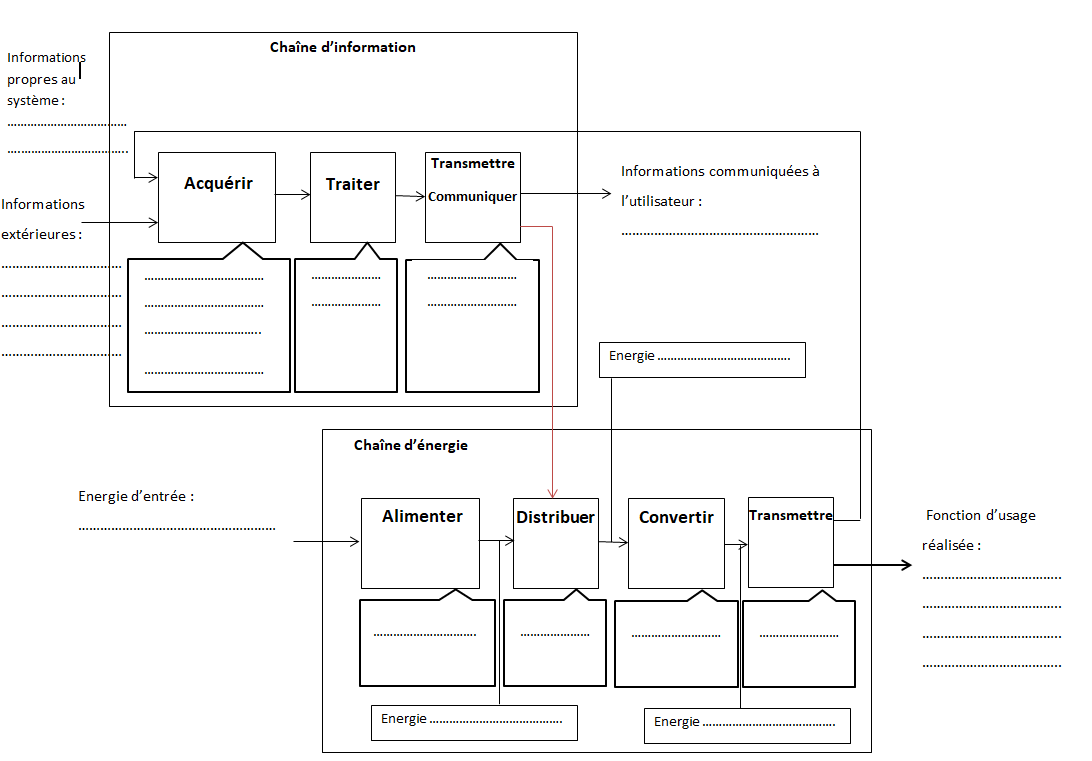 Chaîne d'information
Informations
propres au
système :
……………………………….
……………………………….
Acquérir
Traiter
Transmettre
Communiquer
Informations communiquées à
l'utilisateur :
………………………………………………
Informations
extérieures :
……………………………
……………………………
……………………………
……………………………
……………………………
……………………………
……………………………..
……………………………
…………………
…………………
………………………
………………………
Energie ………………………………….
Chaîne d'énergie
Energie d'entrée :
………………………………………………
Alimenter
Distribuer
Convertir
Transmettre
Fonction d'usage
réalisée :
…………………………………..
…………………………………..
…………………………………..
…………………………………..
………………………….
…………………
………………………
……………………
Energie ………………………………….
Energie ………………………………….